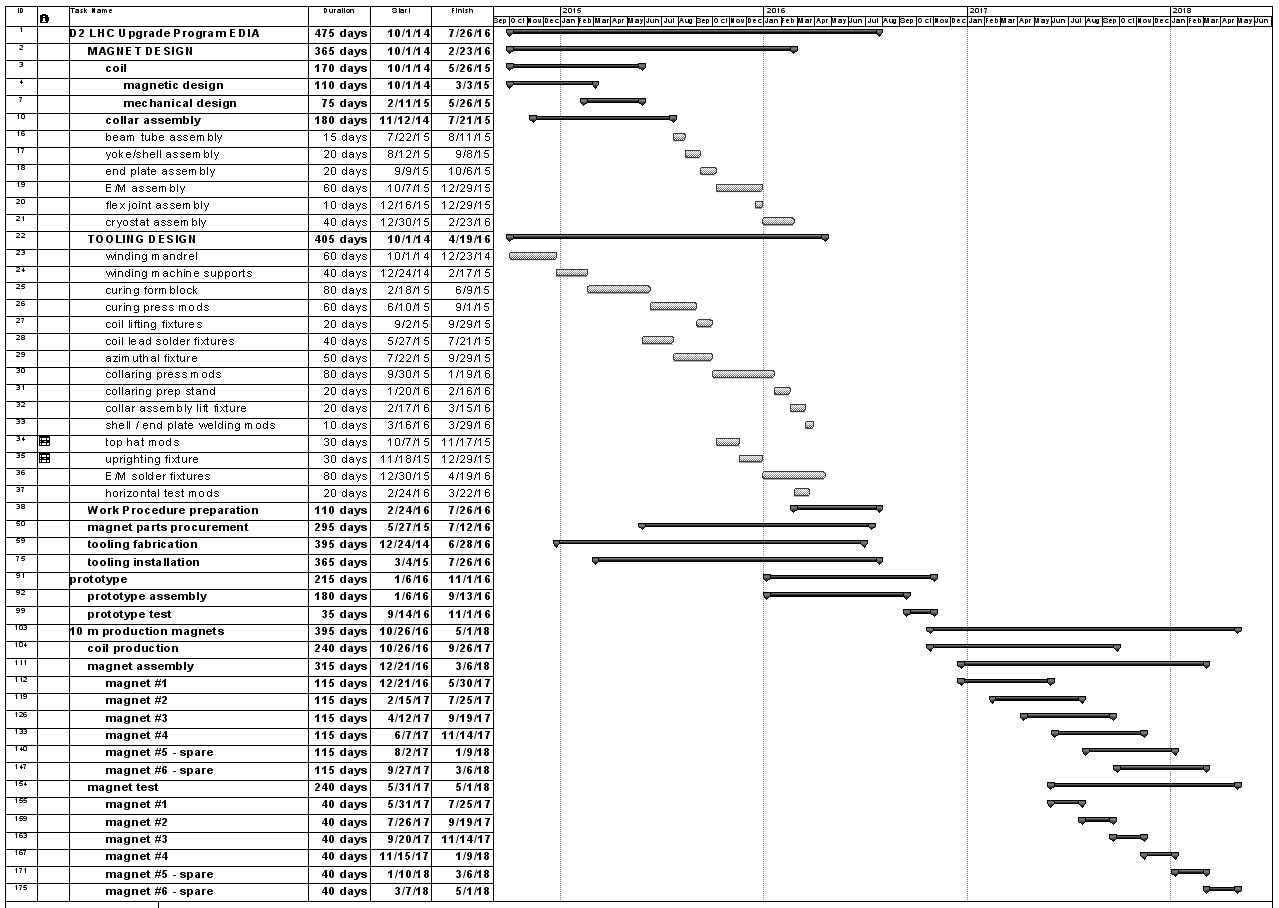 ID Task Name Duration Start Finish 2015 2016 2017 2018
Sep Oct Nov Dec Jan Feb Mar Apr May Jun Jul Aug Sep Oct Nov Dec Jan Feb Mar Apr May Jun Jul Aug Sep Oct Nov Dec Jan Feb Mar Apr May Jun Jul Aug Sep Oct Nov Dec Jan Feb Mar Apr May Jun
1 D2 LHC Upgrade Program EDIA 475 days 10/1/14 7/26/16
2 MAGNET DESIGN 365 days 10/1/14 2/23/16
3 coil 170 days 10/1/14 5/26/15
4 magnetic design 110 days 10/1/14 3/3/15
7 mechanical design 75 days 2/11/15 5/26/15
10 collar assembly 180 days 11/12/14 7/21/15
16 beam tube assembly 15 days 7/22/15 8/11/15
17 yoke/shell assembly 20 days 8/12/15 9/8/15
18 end plate assembly 20 days 9/9/15 10/6/15
19 E/M assembly 60 days 10/7/15 12/29/15
20 flex joint assembly 10 days 12/16/15 12/29/15
21 cryostat assembly 40 days 12/30/15 2/23/16
22 TOOLING DESIGN 405 days 10/1/14 4/19/16
23 winding mandrel 60 days 10/1/14 12/23/14
24 winding machine supports 40 days 12/24/14 2/17/15
25 curing form block 80 days 2/18/15 6/9/15
26 curing press mods 60 days 6/10/15 9/1/15
27 coil lifting fixtures 20 days 9/2/15 9/29/15
28 coil lead solder fixtures 40 days 5/27/15 7/21/15
29 azimuthal fixture 50 days 7/22/15 9/29/15
30 collaring press mods 80 days 9/30/15 1/19/16
31 collaring prep stand 20 days 1/20/16 2/16/16
32 collar assembly lift fixture 20 days 2/17/16 3/15/16
33 shell / end plate welding mods 10 days 3/16/16 3/29/16
34 top hat mods 30 days 10/7/15 11/17/15
35 uprighting fixture 30 days 11/18/15 12/29/15
36 E/M solder fixtures 80 days 12/30/15 4/19/16
37 horizontal test mods 20 days 2/24/16 3/22/16
38 Work Procedure preparation 110 days 2/24/16 7/26/16
50 magnet parts procurement 295 days 5/27/15 7/12/16
59 tooling fabrication 395 days 12/24/14 6/28/16
75 tooling installation 365 days 3/4/15 7/26/16
91 prototype 215 days 1/6/16 11/1/16
92 prototype assembly 180 days 1/6/16 9/13/16
99 prototype test 35 days 9/14/16 11/1/16
103 10 m production magnets 395 days 10/26/16 5/1/18
104 coil production 240 days 10/26/16 9/26/17
111 magnet assembly 315 days 12/21/16 3/6/18
112 magnet #1 115 days 12/21/16 5/30/17
119 magnet #2 115 days 2/15/17 7/25/17
126 magnet #3 115 days 4/12/17 9/19/17
133 magnet #4 115 days 6/7/17 11/14/17
140 magnet #5 - spare 115 days 8/2/17 1/9/18
147 magnet #6 - spare 115 days 9/27/17 3/6/18
154 magnet test 240 days 5/31/17 5/1/18
155 magnet #1 40 days 5/31/17 7/25/17
159 magnet #2 40 days 7/26/17 9/19/17
163 magnet #3 40 days 9/20/17 11/14/17
167 magnet #4 40 days 11/15/17 1/9/18
171 magnet #5 - spare 40 days 1/10/18 3/6/18
175 magnet #6 - spare 40 days 3/7/18 5/1/18